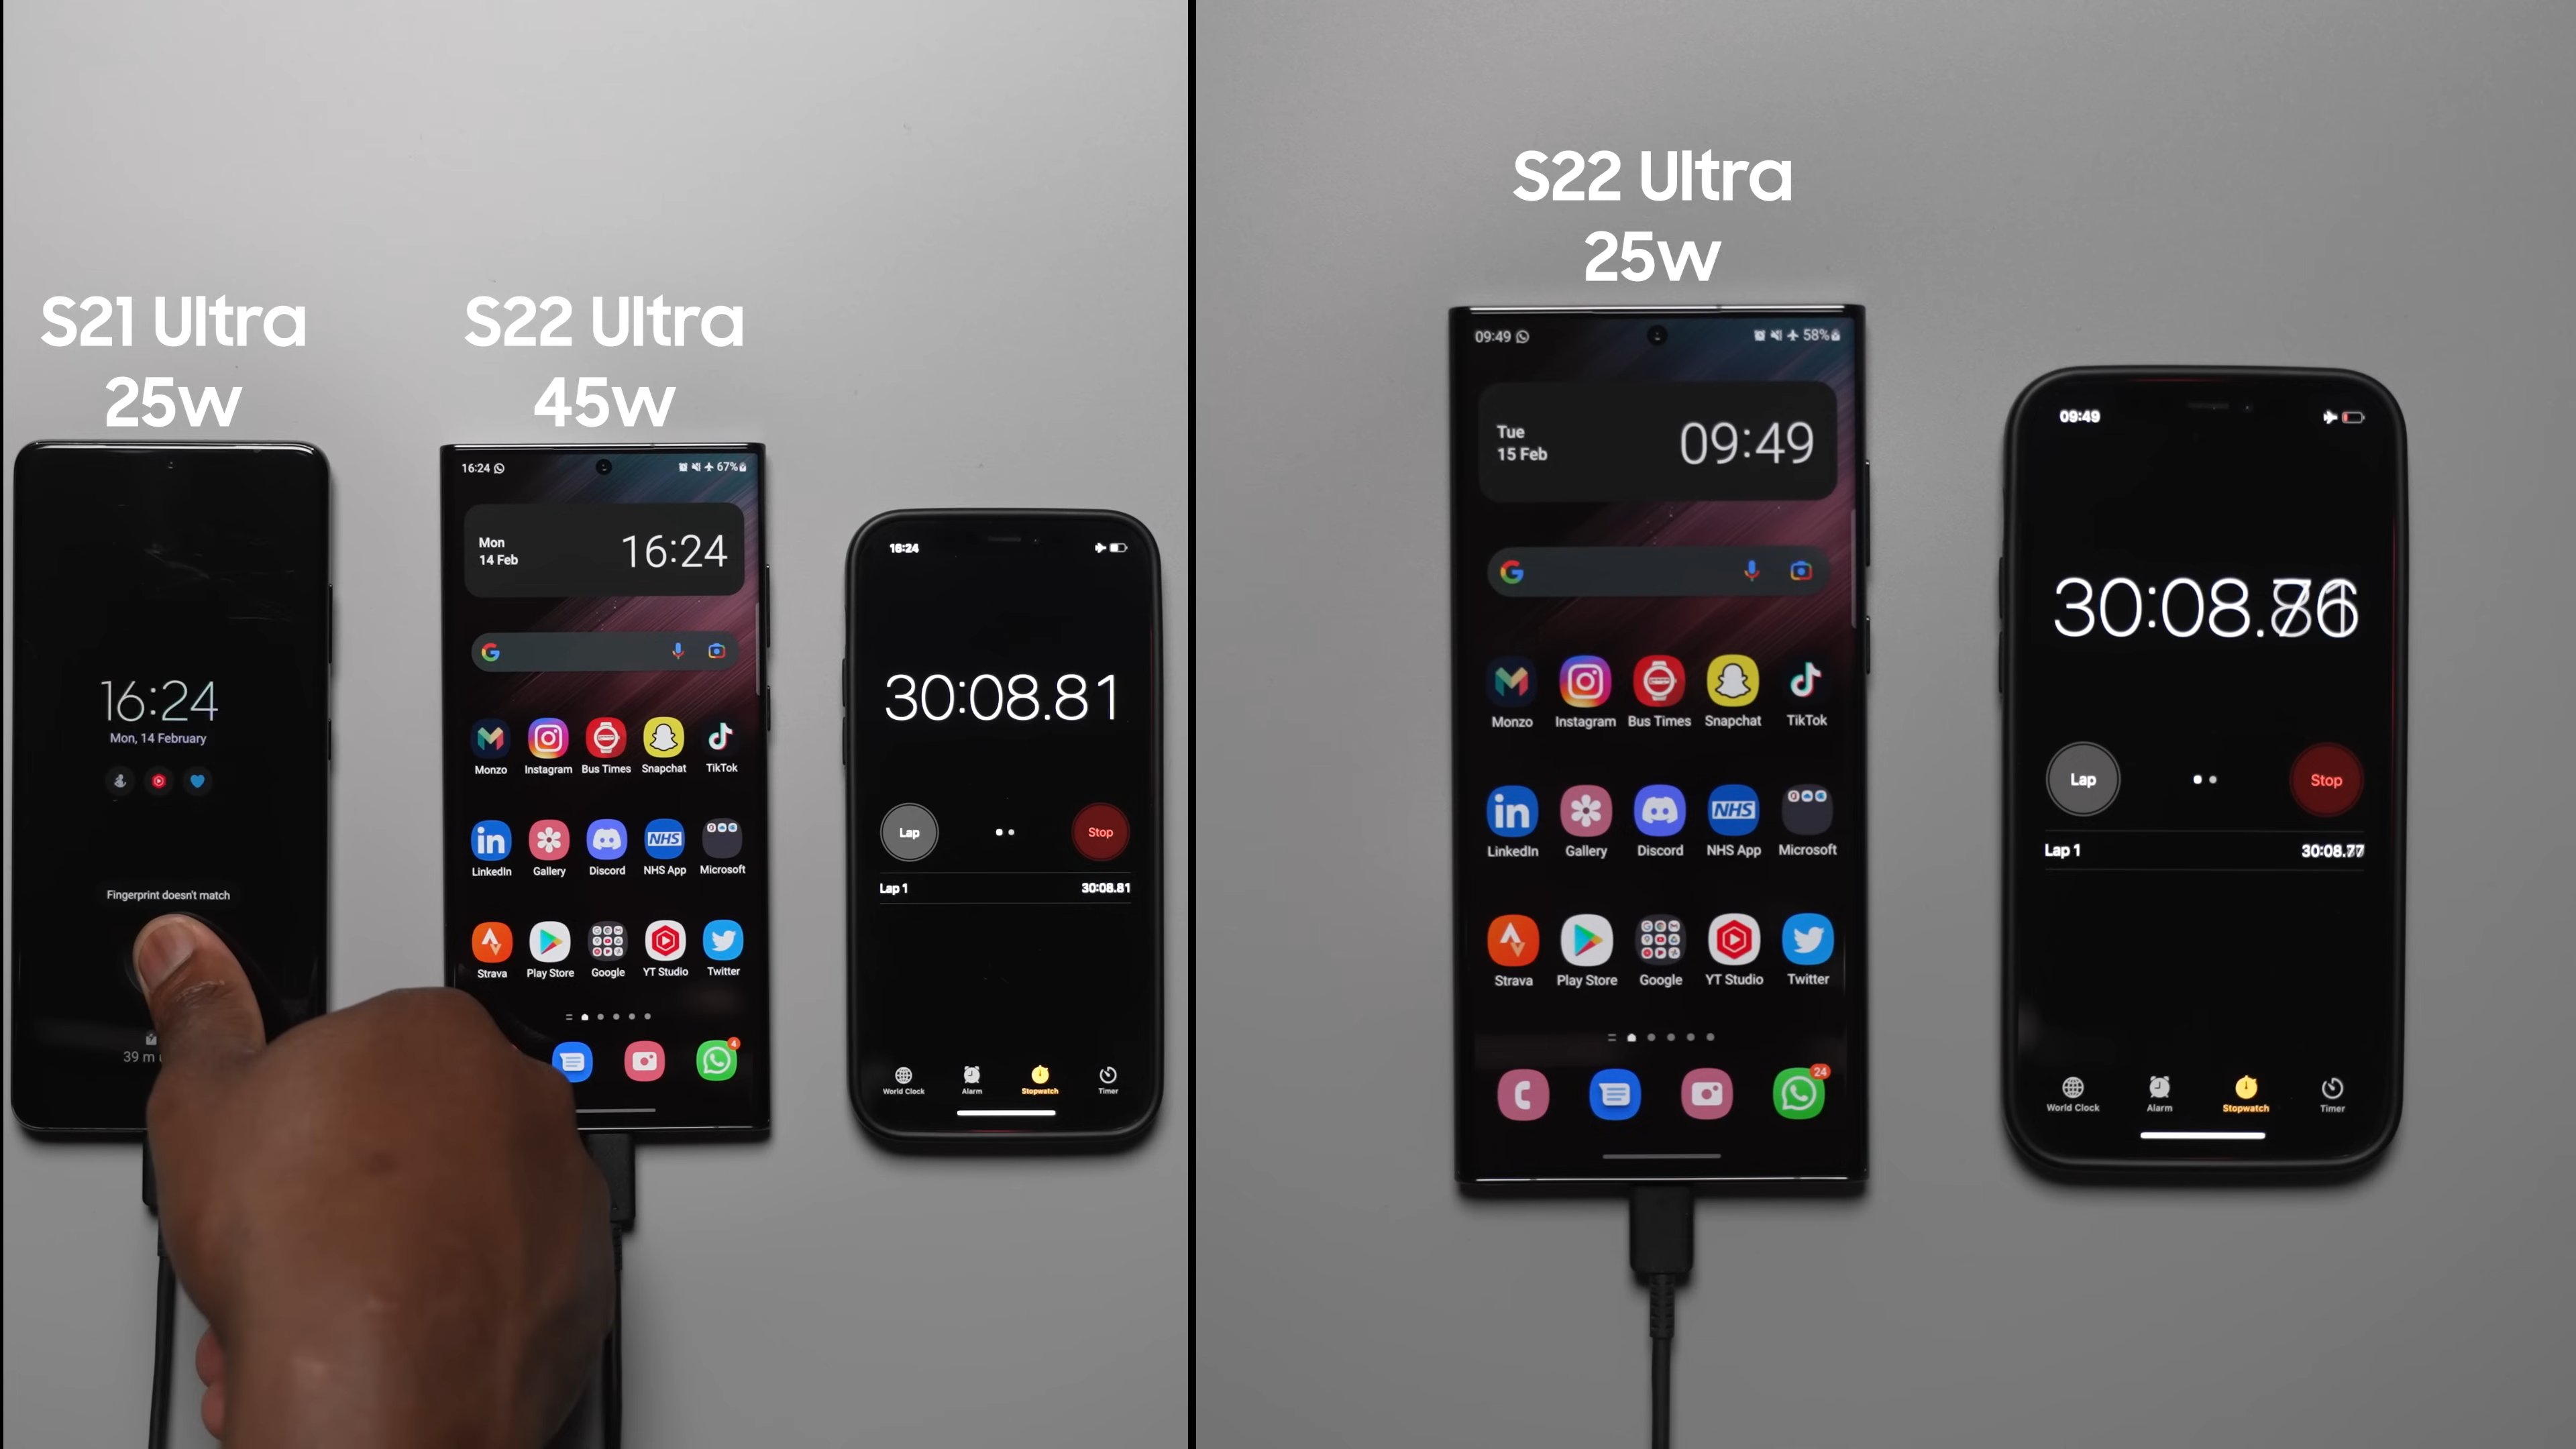 S21 Ultra
25w
16:24
Mon, 14 February
Fingerprint doesn't match
39 m
S22 Ultra
45w
16:24 67%
Mon
14 Feb
16:24
Monzo Instagram Bus Times Snapchat TikTok
LinkedIn Gallery Discord NHS NHS App Microsoft
Strava Play Store Google YT Studio Twitter
4
16:24
30:08.81
Lap Stop
Lap 1 30:08.81
World Clock Alarm Stopwatch Timer
S22 Ultra
25w
09:49 58%
Tue
15 Feb
09:49
Monzo Instagram Bus Times Snapchat TikTok
in NHS
LinkedIn Gallery Discord NHS App Microsoft
Strava Play Store Google YT Studio Twitter
24
09:49
30:08.
Lap Stop
Lap 1 30:08.77
World Clock Alarm Stopwatch Timer